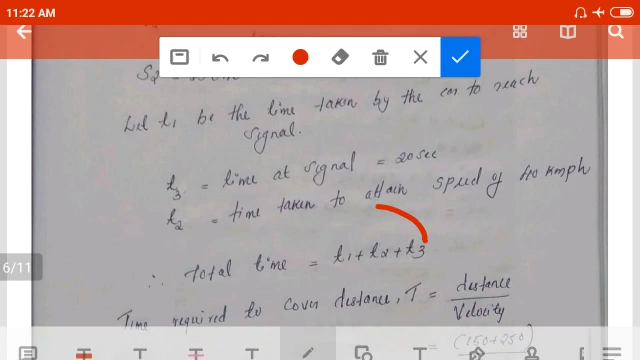 11:22 AM
Let t1 be the time taken by the car to reach
signal.
t3 = time at signal = 20 sec
t2 = time taken to attain speed of 40 kmph
∴ Total time = t1 + t2 + t3
Time required to cover distance, T = distance
Velocity
= (150+250)
6/11